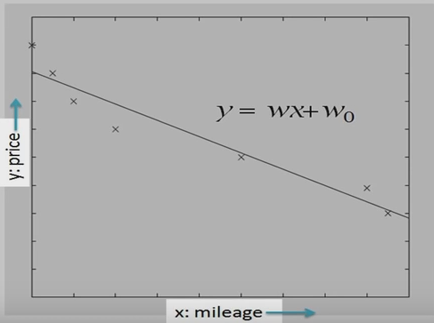 y = wx+w₀
y: price
x: mileage